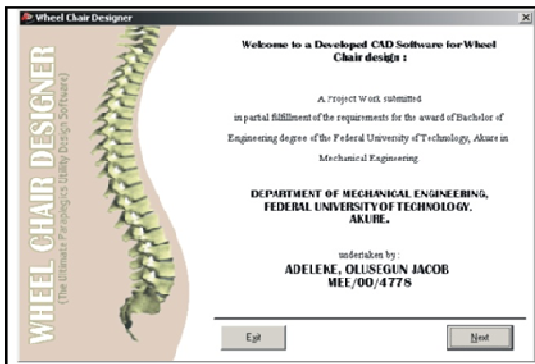 Wheel Chair Designer
WHEEL CHAIR DESIGNER
(The Ultimate Paraplegics Utility Design Software)
Welcome to a Developed CAD Software for Wheel
Chair design :
A Project Work submitted
in partial fulfillment of the requirements for the award of Bachelor of
Engineering degree of the Federal University of Technology, Akure in
Mechanical Engineering
DEPARTMENT OF MECHANICAL ENGINEERING,
FEDERAL UNIVERSITY OF TECHNOLOGY.
AKURE.
undertaken by :
ADELEKE, OLUSEGUN JACOB
MEE/00/4778
Exit
Next